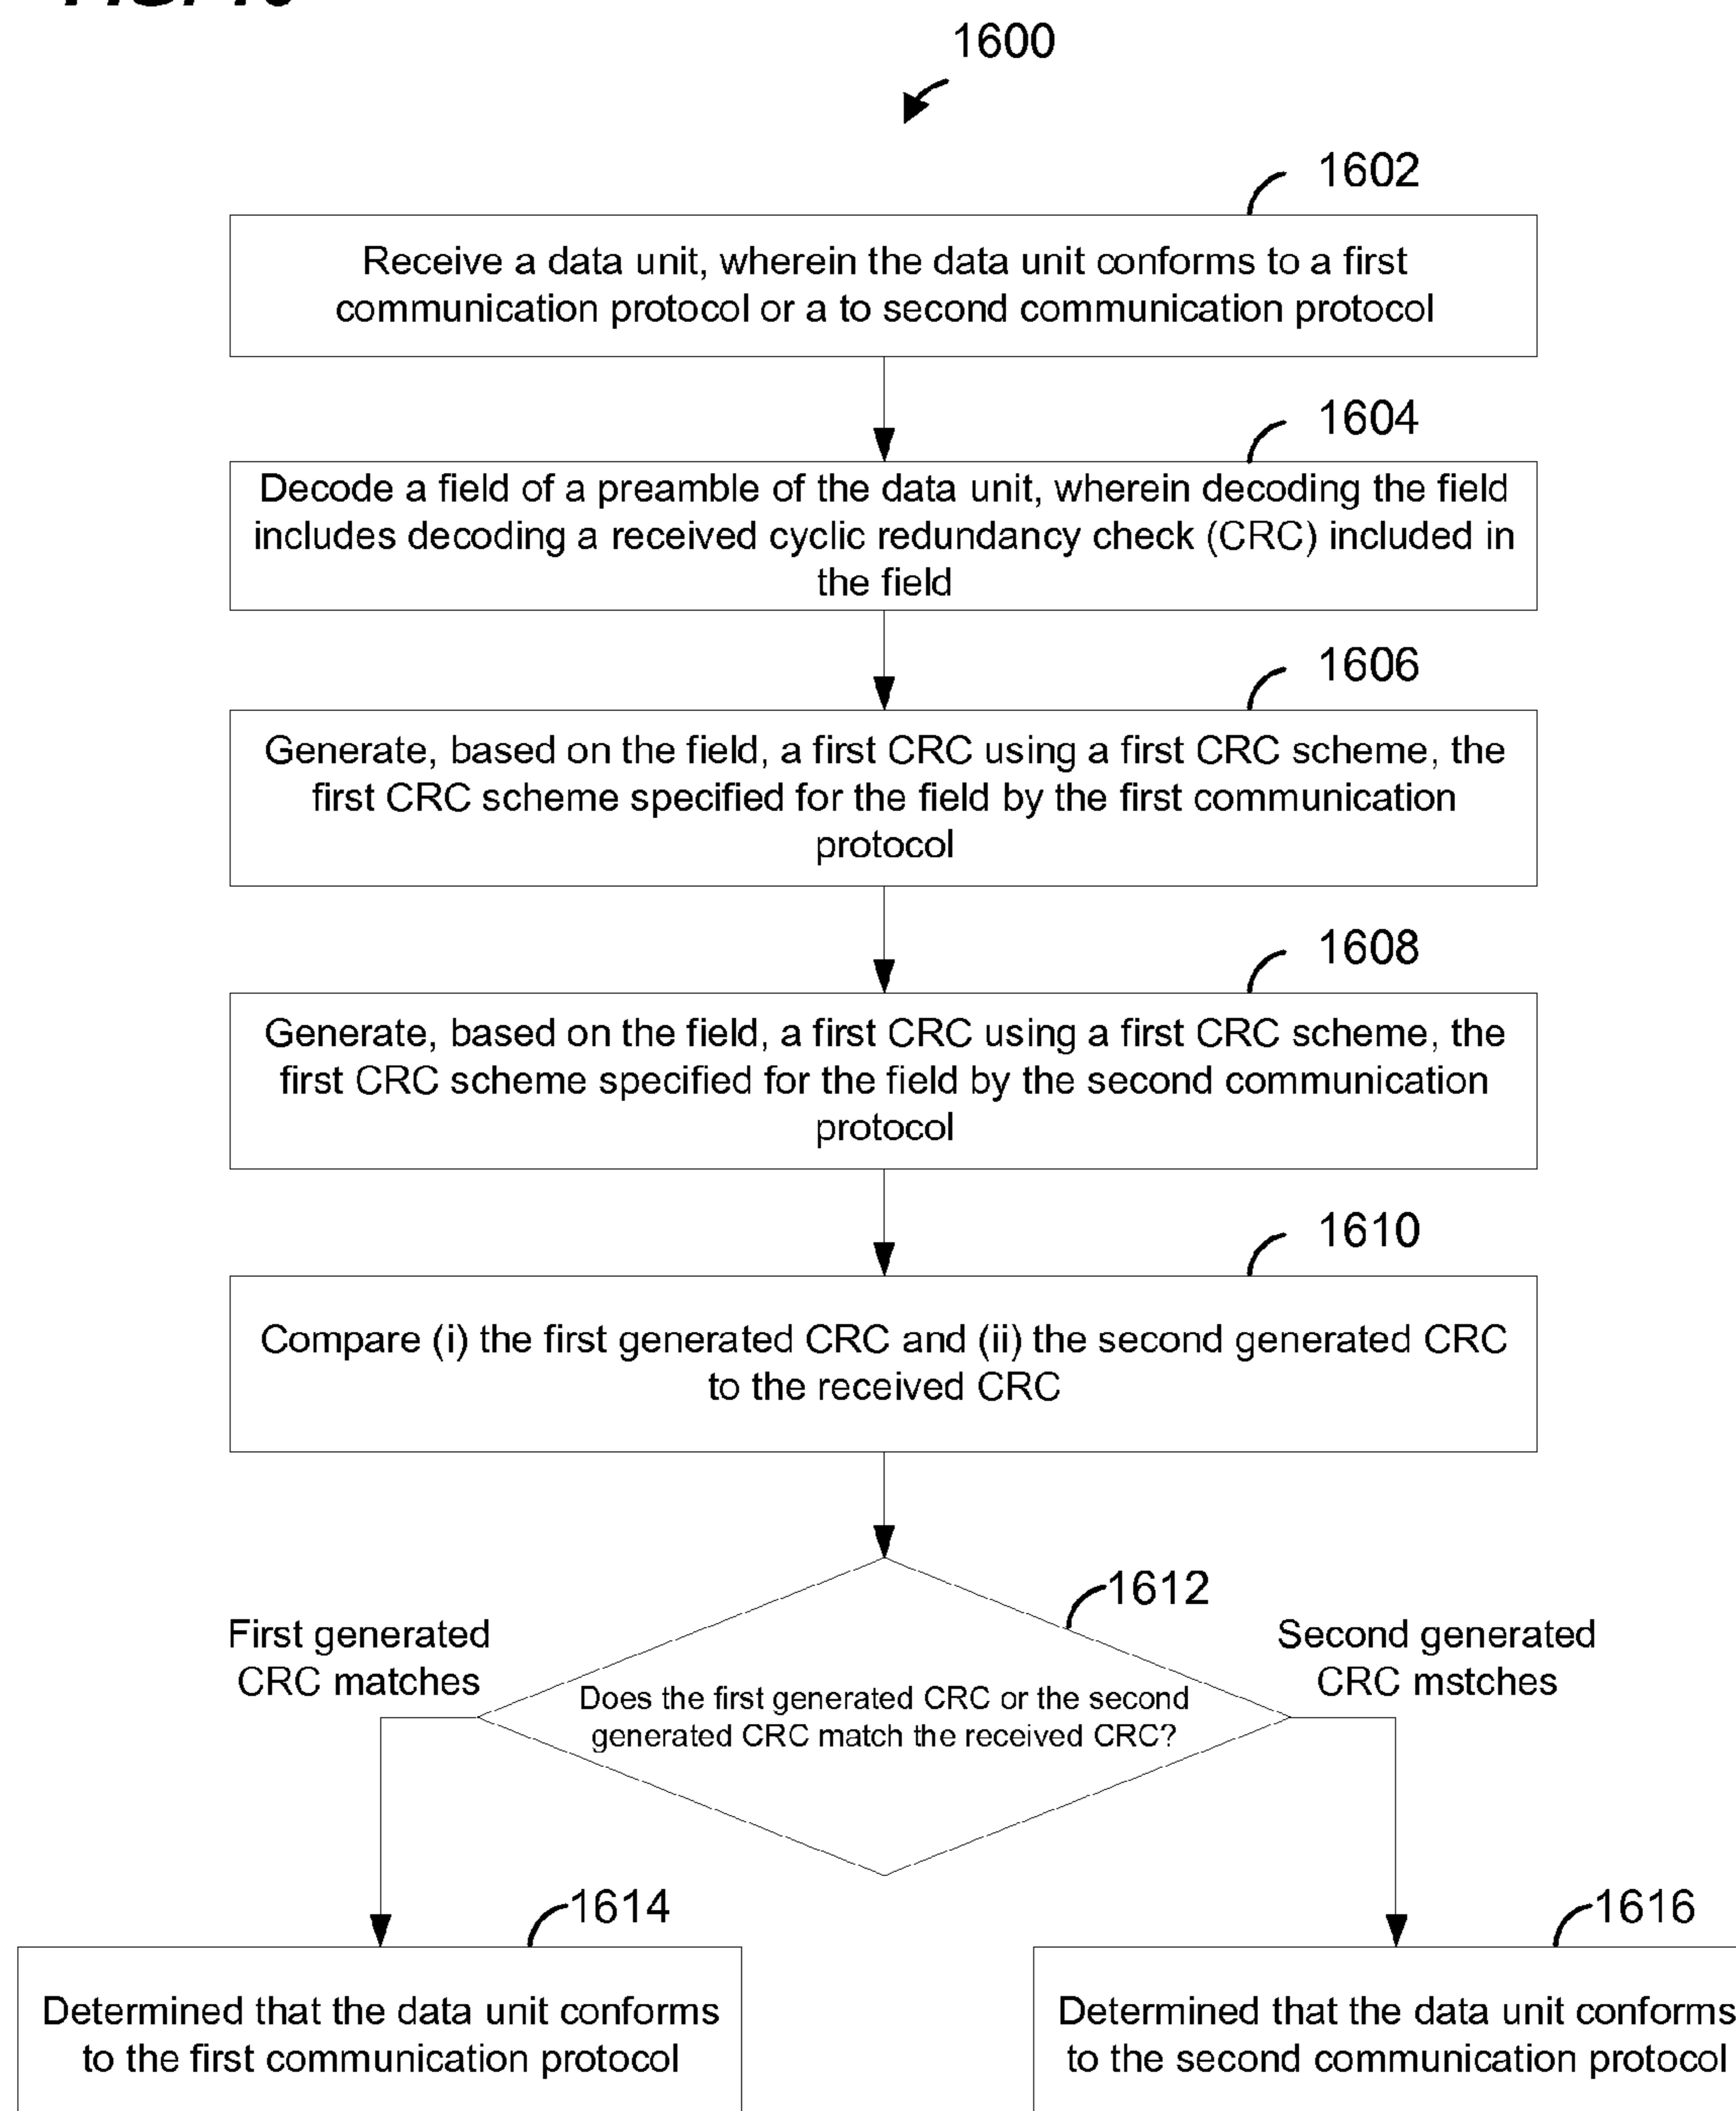 1600
1602
Receive a data unit, wherein the data unit conforms to a first
communication protocol or a to second communication protocol
1604
Decode a field of a preamble of the data unit, wherein decoding the field
includes decoding a received cyclic redundancy check (CRC) included in
the field
1606
Generate, based on the field, a first CRC using a first CRC scheme, the
first CRC scheme specified for the field by the first communication
protocol
1608
Generate, based on the field, a first CRC using a first CRC scheme, the
first CRC scheme specified for the field by the second communication
protocol
1610
Compare (i) the first generated CRC and (ii) the second generated CRC
to the received CRC
1612
First generated
CRC matches
Second generated
CRC mstches
Does the first generated CRC or the second
generated CRC match the received CRC?
1614
1616
Determined that the data unit conforms
to the first communication protocol
Determined that the data unit conforms
to the second communication protocol